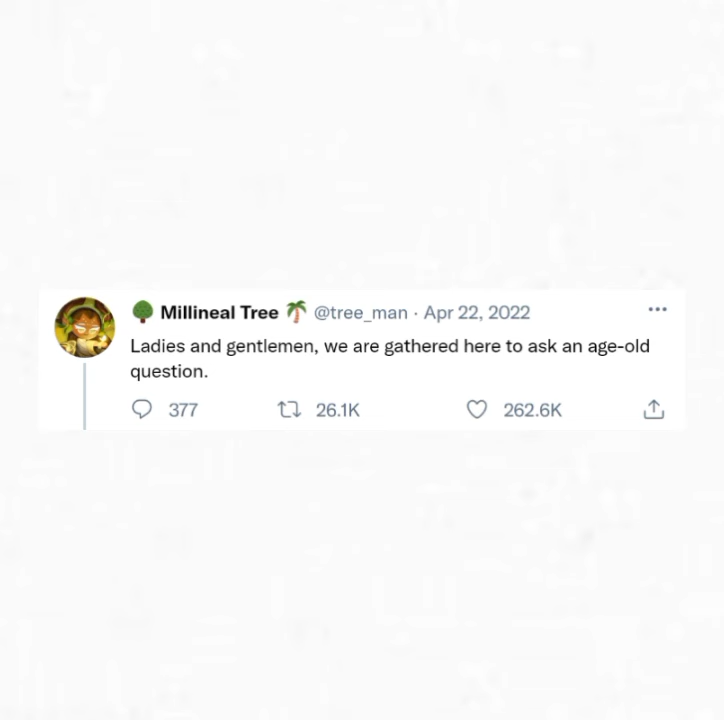 🌳 Millineal Tree 🌴 @tree_man · Apr 22, 2022
Ladies and gentlemen, we are gathered here to ask an age-old
question.
377 26.1K 262.6K